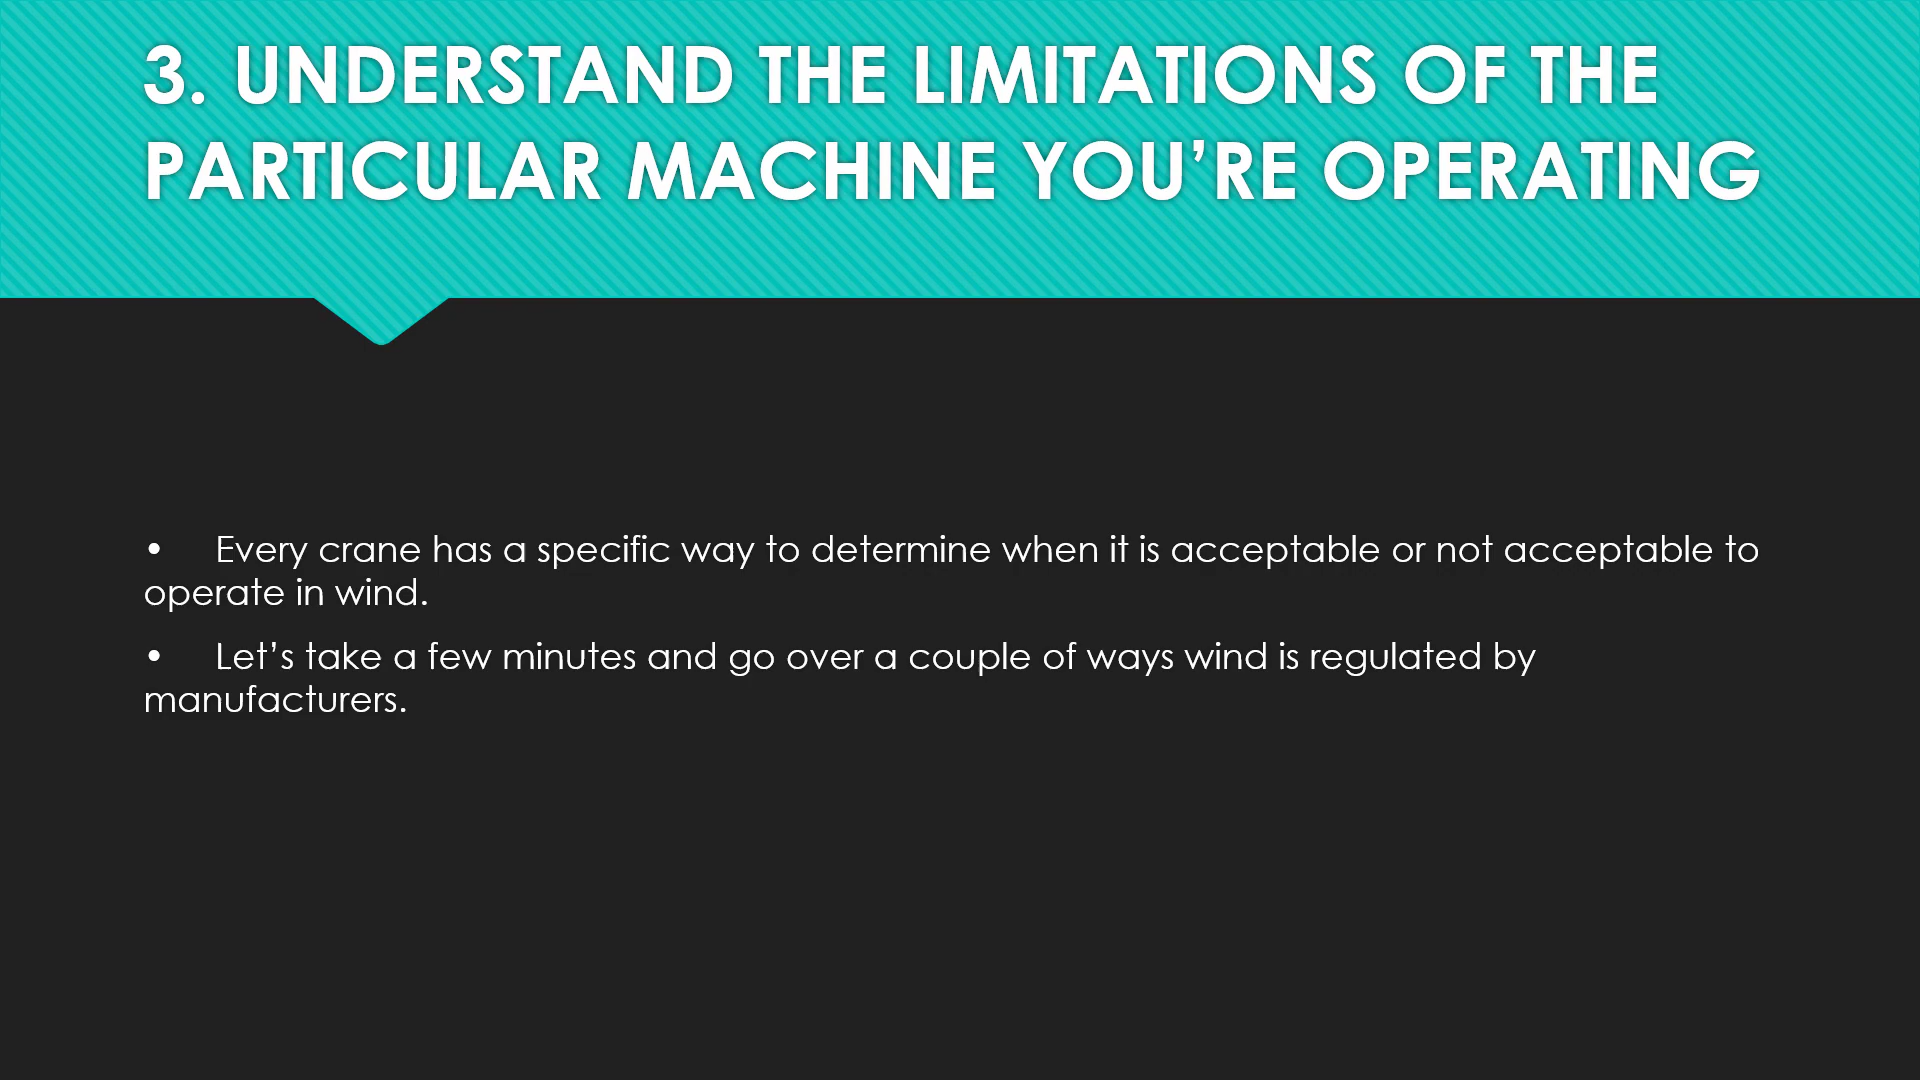 3. UNDERSTAND THE LIMITATIONS OF THE
PARTICULAR MACHINE YOU’RE OPERATING
• Every crane has a specific way to determine when it is acceptable or not acceptable to
operate in wind.
• Let’s take a few minutes and go over a couple of ways wind is regulated by
manufacturers.